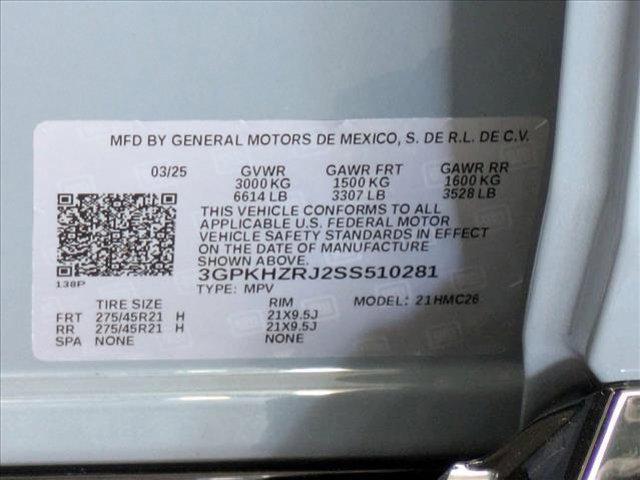 MFD BY GENERAL MOTORS DE MEXICO, S. DE R.L. DE C.V.
03/25 GVWR GAWR FRT GAWR RR
3000 KG 1500 KG 1600 KG
6614 LB 3307 LB 3528 LB
THIS VEHICLE CONFORMS TO ALL
APPLICABLE U.S. FEDERAL MOTOR
VEHICLE SAFETY STANDARDS IN EFFECT
ON THE DATE OF MANUFACTURE
3GPKHZRJ2SS510281
138P
TYPE: MPV
TIRE SIZE RIM MODEL: 21HMC26
FRT 275/45R21 H 21X9.5J
RR 275/45R21 H 21X9.5J
SPA NONE NONE